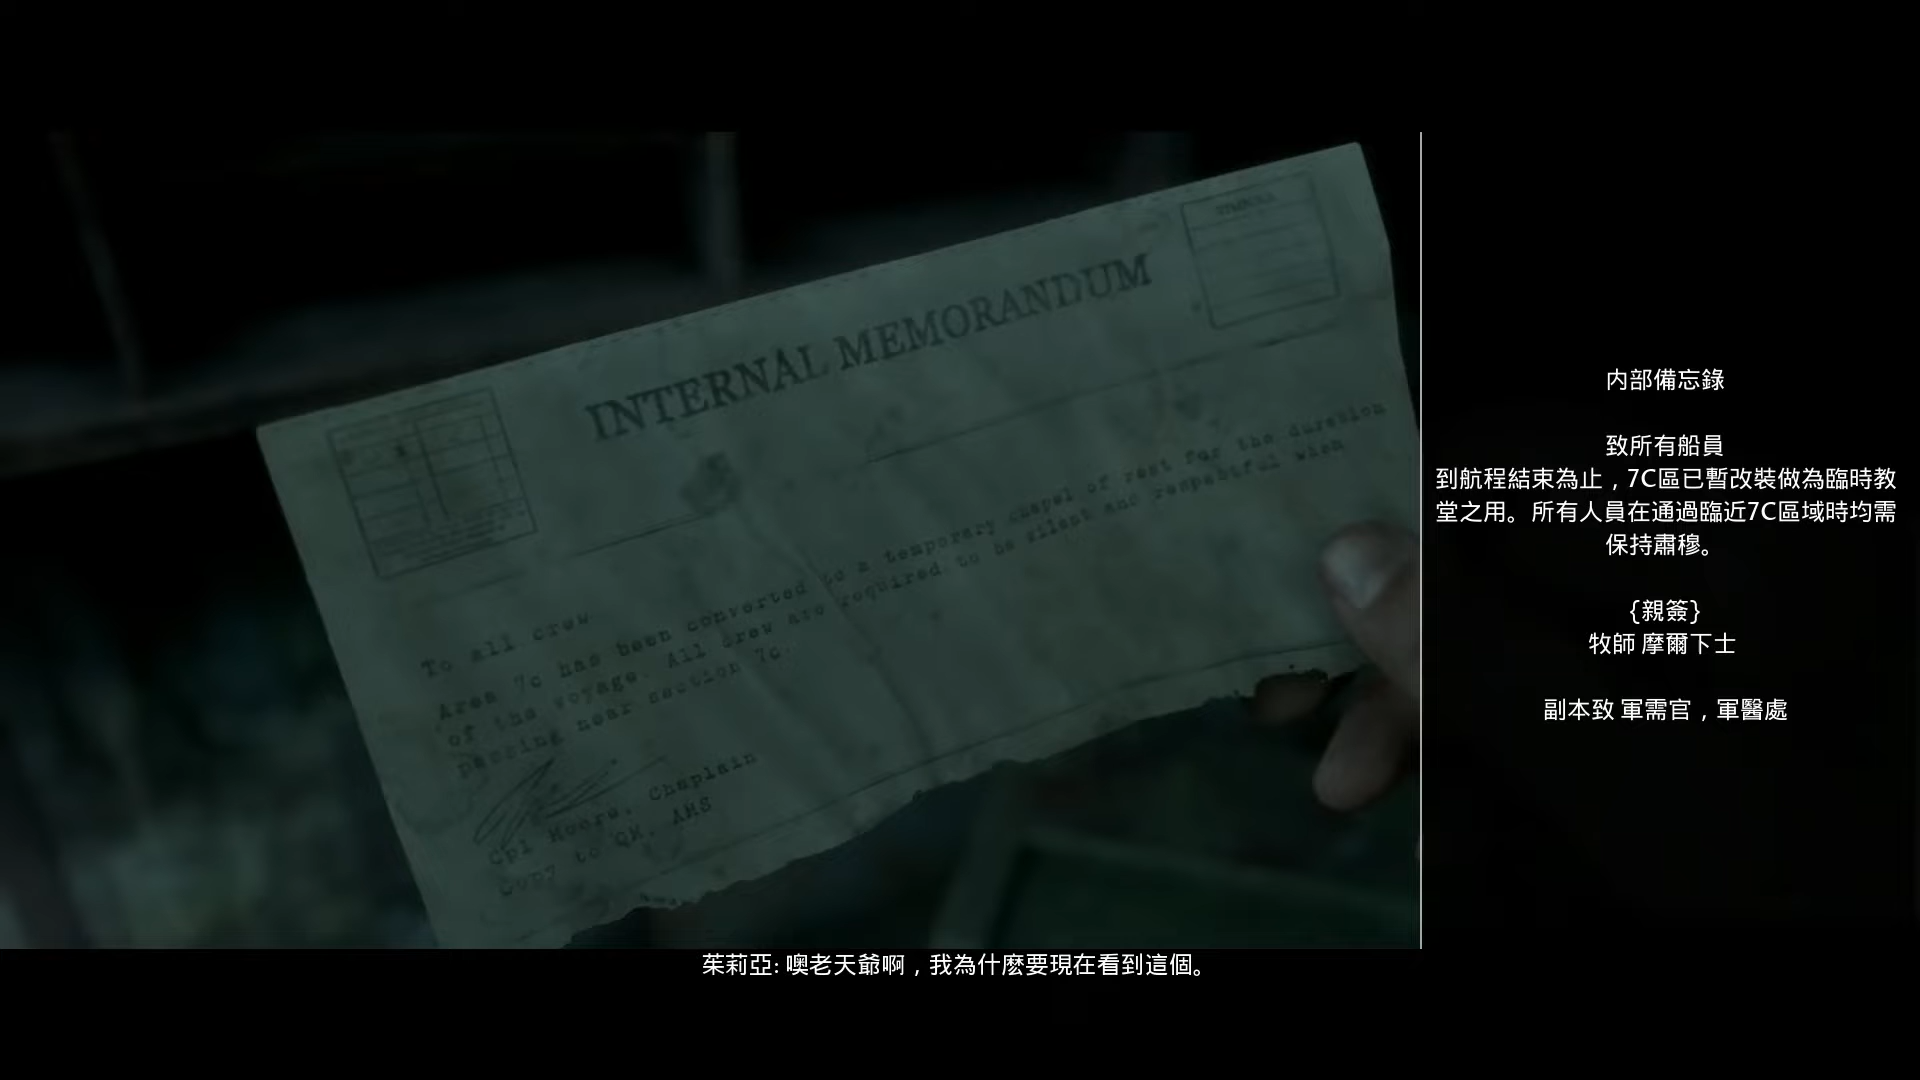 INTERNAL MEMORANDUM
To all crew
Area 7c has been converted to a temporary chapel of rest for the duration
of the voyage. All crew are required to be silent and respectful when
passing near section 7c.
Cpl Moore, Chaplain
Copy to QM, AMS
内部備忘錄
致所有船員
到航程結束為止，7C區已暫改裝做為臨時教
堂之用。所有人員在通過臨近7C區域時均需
保持肅穆。
{親簽}
牧師 摩爾下士
副本致 軍需官，軍醫處
茱莉亞: 噢老天爺啊，我為什麼要現在看到這個。